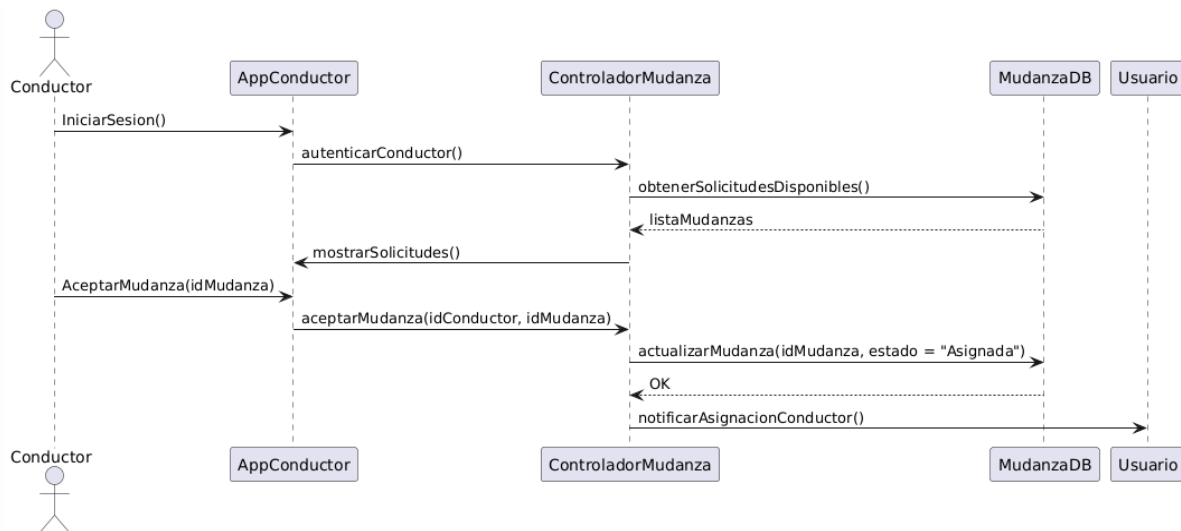 Conductor
AppConductor
ControladorMudanza
MudanzaDB
Usuario
IniciarSesion()
autenticarConductor()
obtenerSolicitudesDisponibles()
listaMudanzas
mostrarSolicitudes()
AceptarMudanza(idMudanza)
aceptarMudanza(idConductor, idMudanza)
actualizarMudanza(idMudanza, estado = "Asignada")
OK
notificarAsignacionConductor()
Conductor
AppConductor
ControladorMudanza
MudanzaDB
Usuario